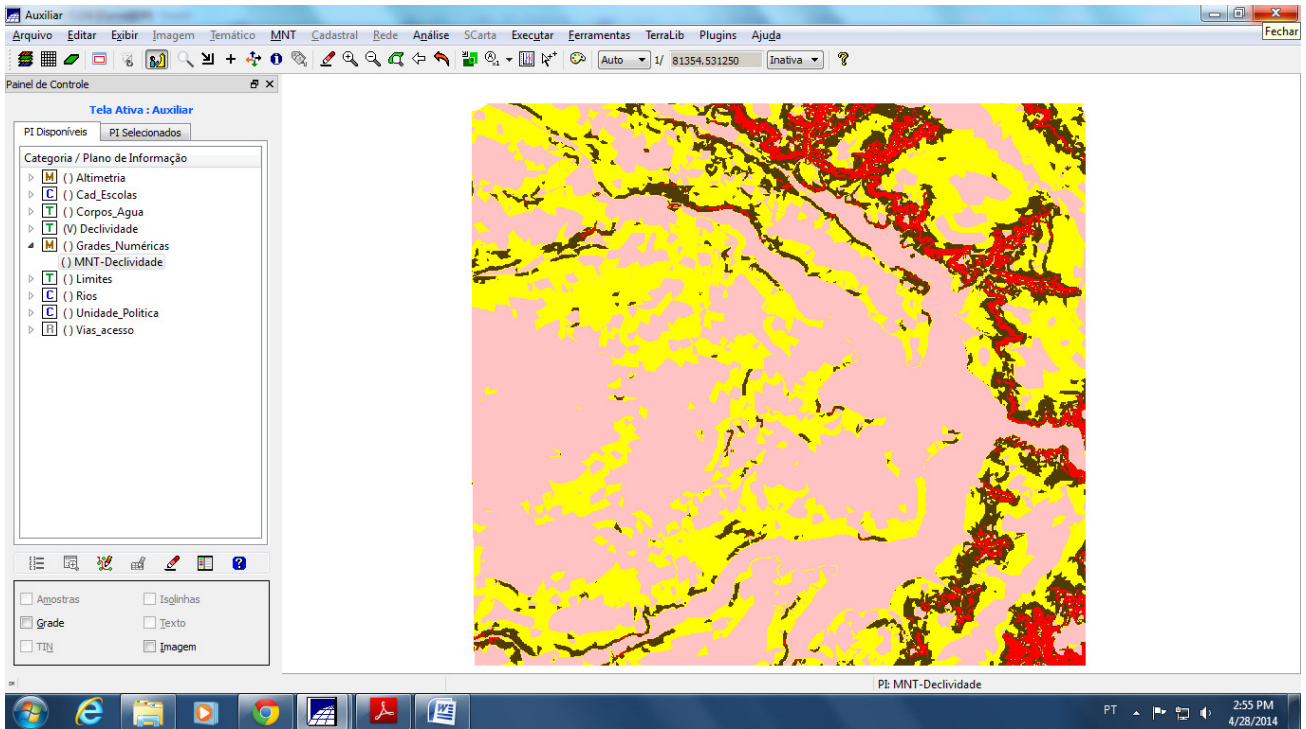 Auxiliar
Arquivo Editar Exibir Imagem Temático MNT Cadastral Rede Análise SCarta Executar Ferramentas TerraLib Plugins Ajuda
Fechar
Auto 1/ 81354.531250 Inativa ?
Painel de Controle
Tela Ativa : Auxiliar
PI Disponíveis PI Selecionados
Categoria / Plano de Informação
M () Altimetria
C () Cad_Escolas
T () Corpos_Agua
T (V) Declividade
M () Grades_Numéricas
() MNT-Declividade
T () Limites
C () Rios
C () Unidade_Politica
R () Vias_acesso
Amostras Isolinhas
Grade Texto
TIN Imagem
PI: MNT-Declividade
PT 2:55 PM
4/28/2014